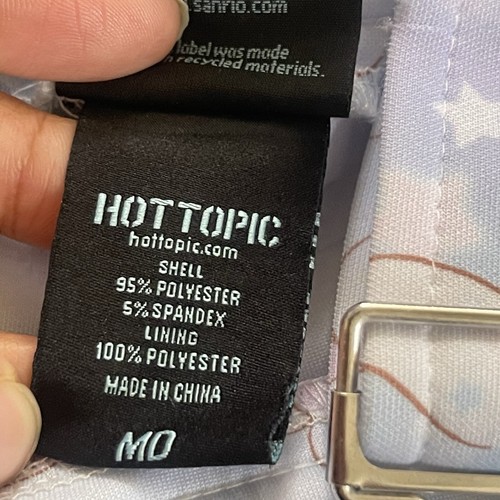 sanrio.com
label was made
recycled materials.
HOTTOPIC
hottopic.com
SHELL
95% POLYESTER
5% SPANDEX
LINING
100% POLYESTER
MADE IN CHINA
MO